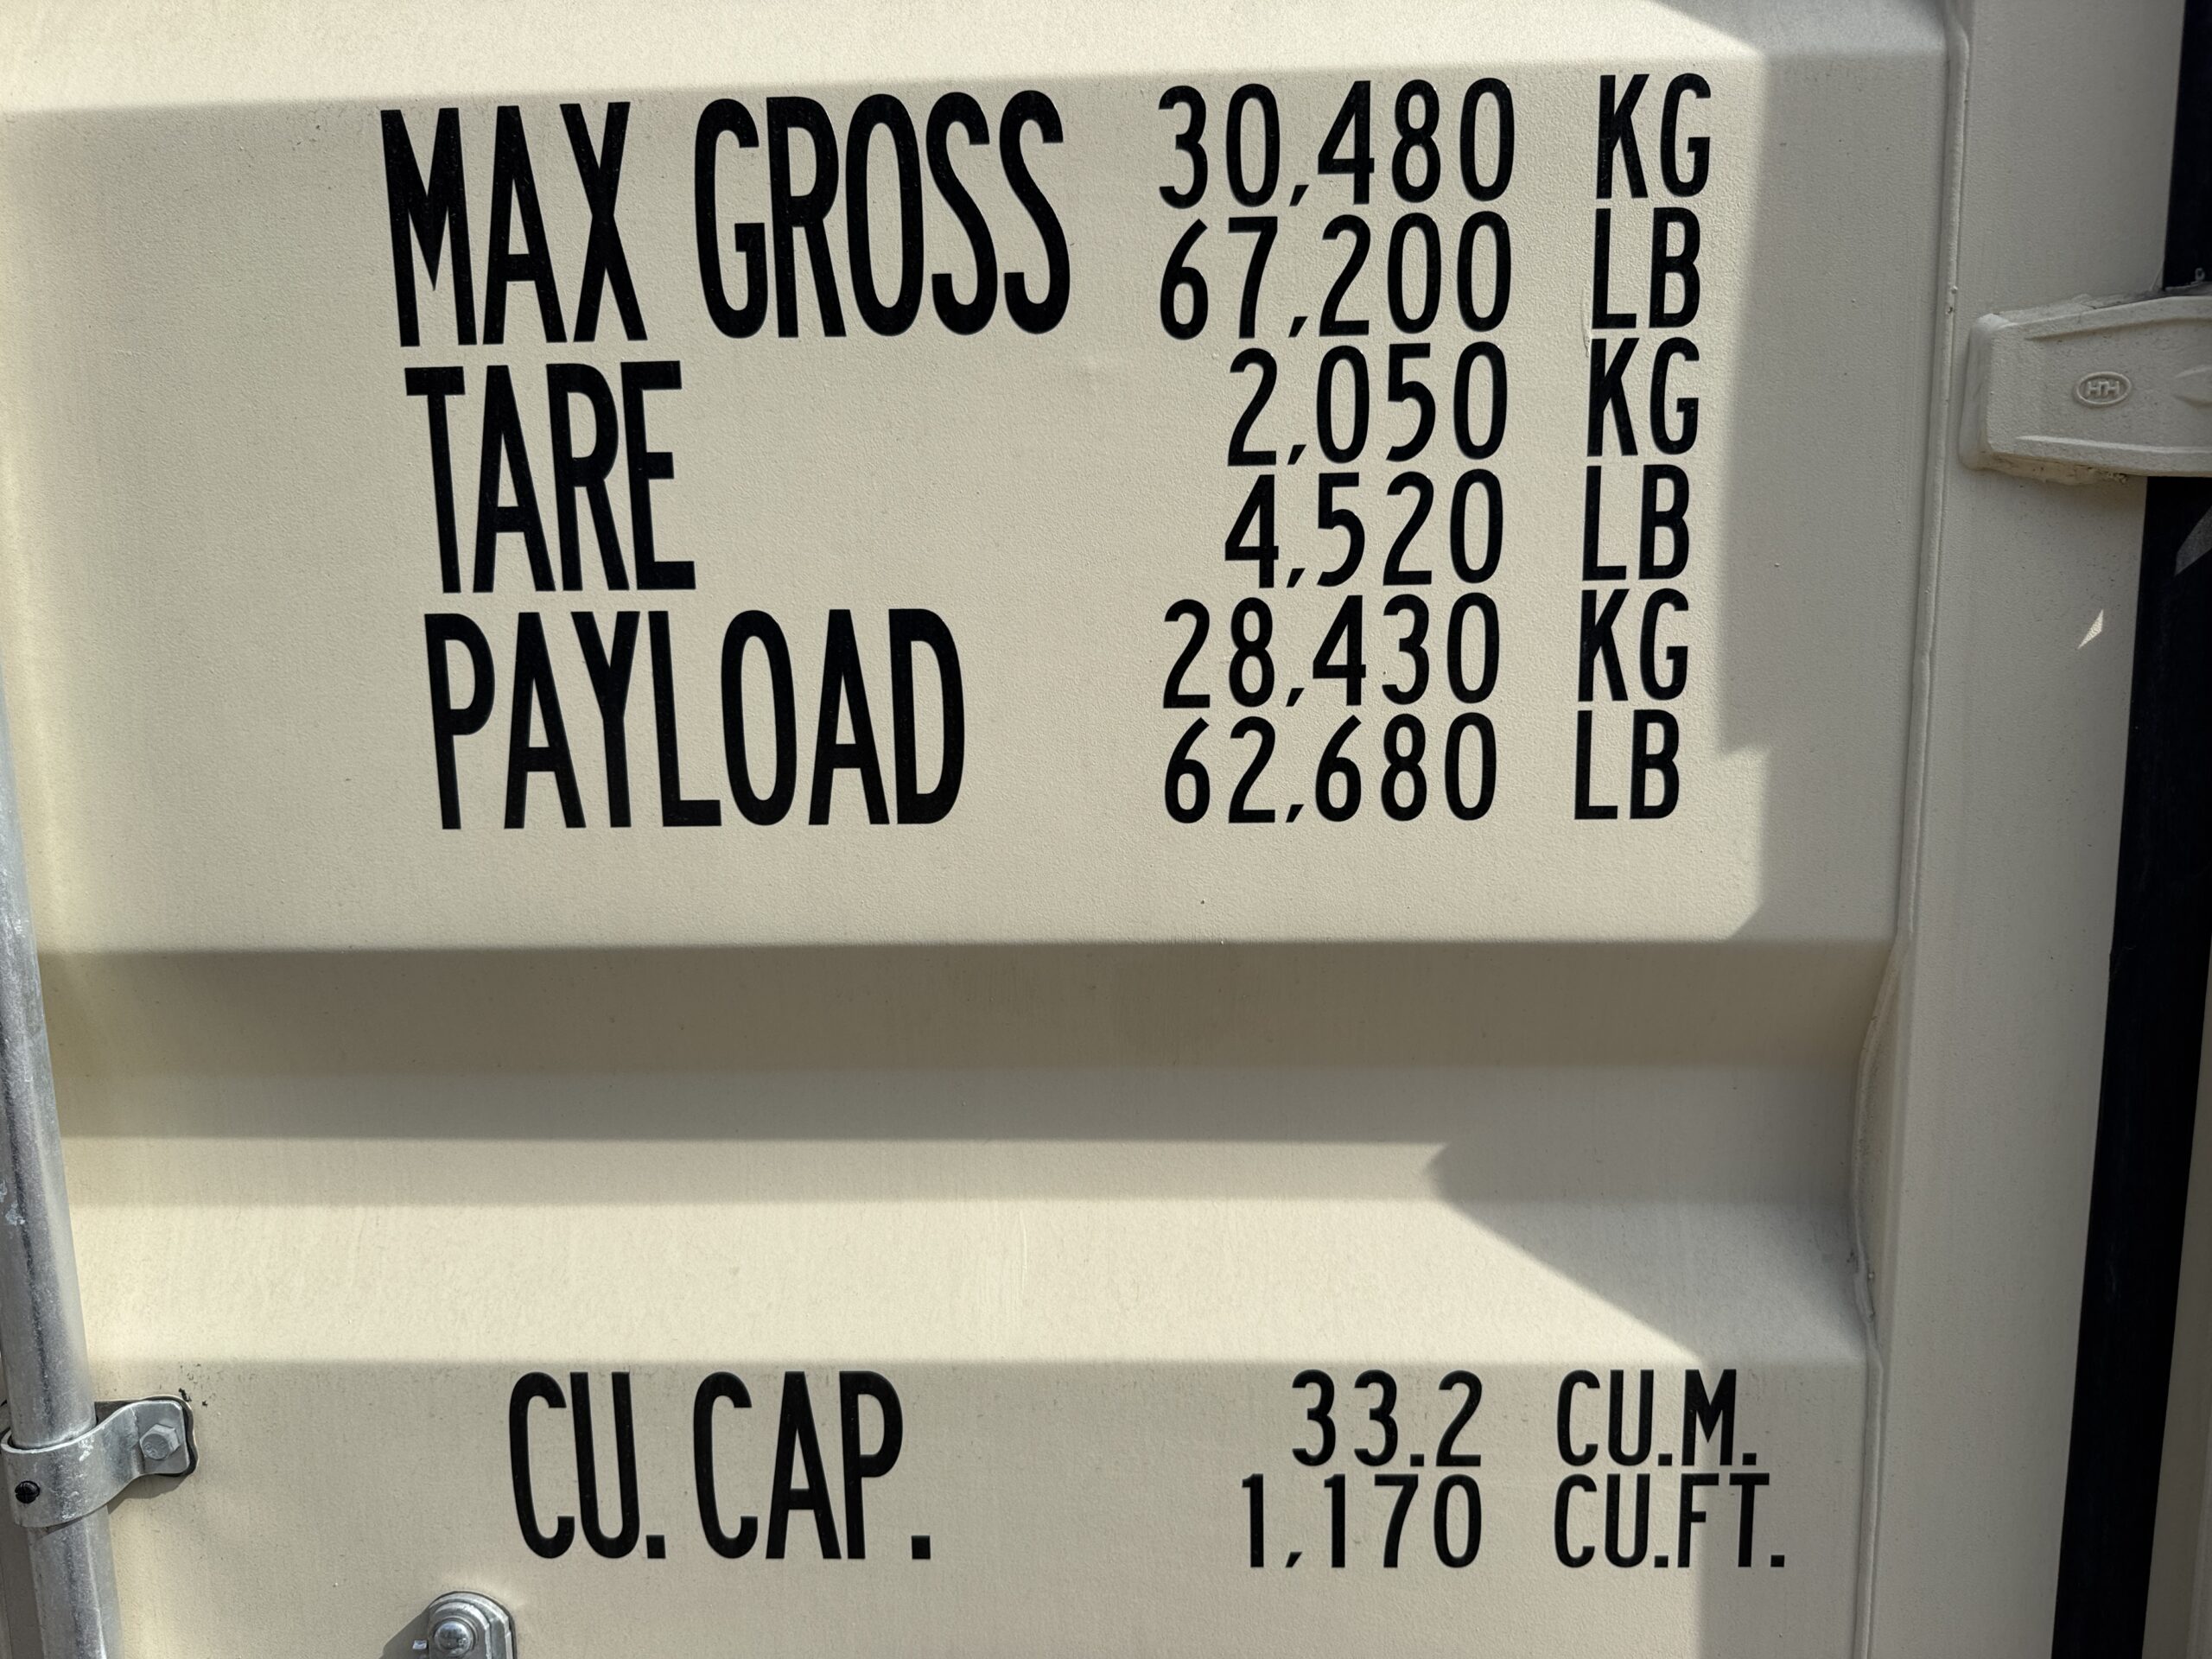 MAX GROSS 30,480 KG
67,200 LB
TARE 2,050 KG
4,520 LB
PAYLOAD 28,430 KG
62,680 LB
CU. CAP. 33.2 CU.M.
1,170 CU.FT.